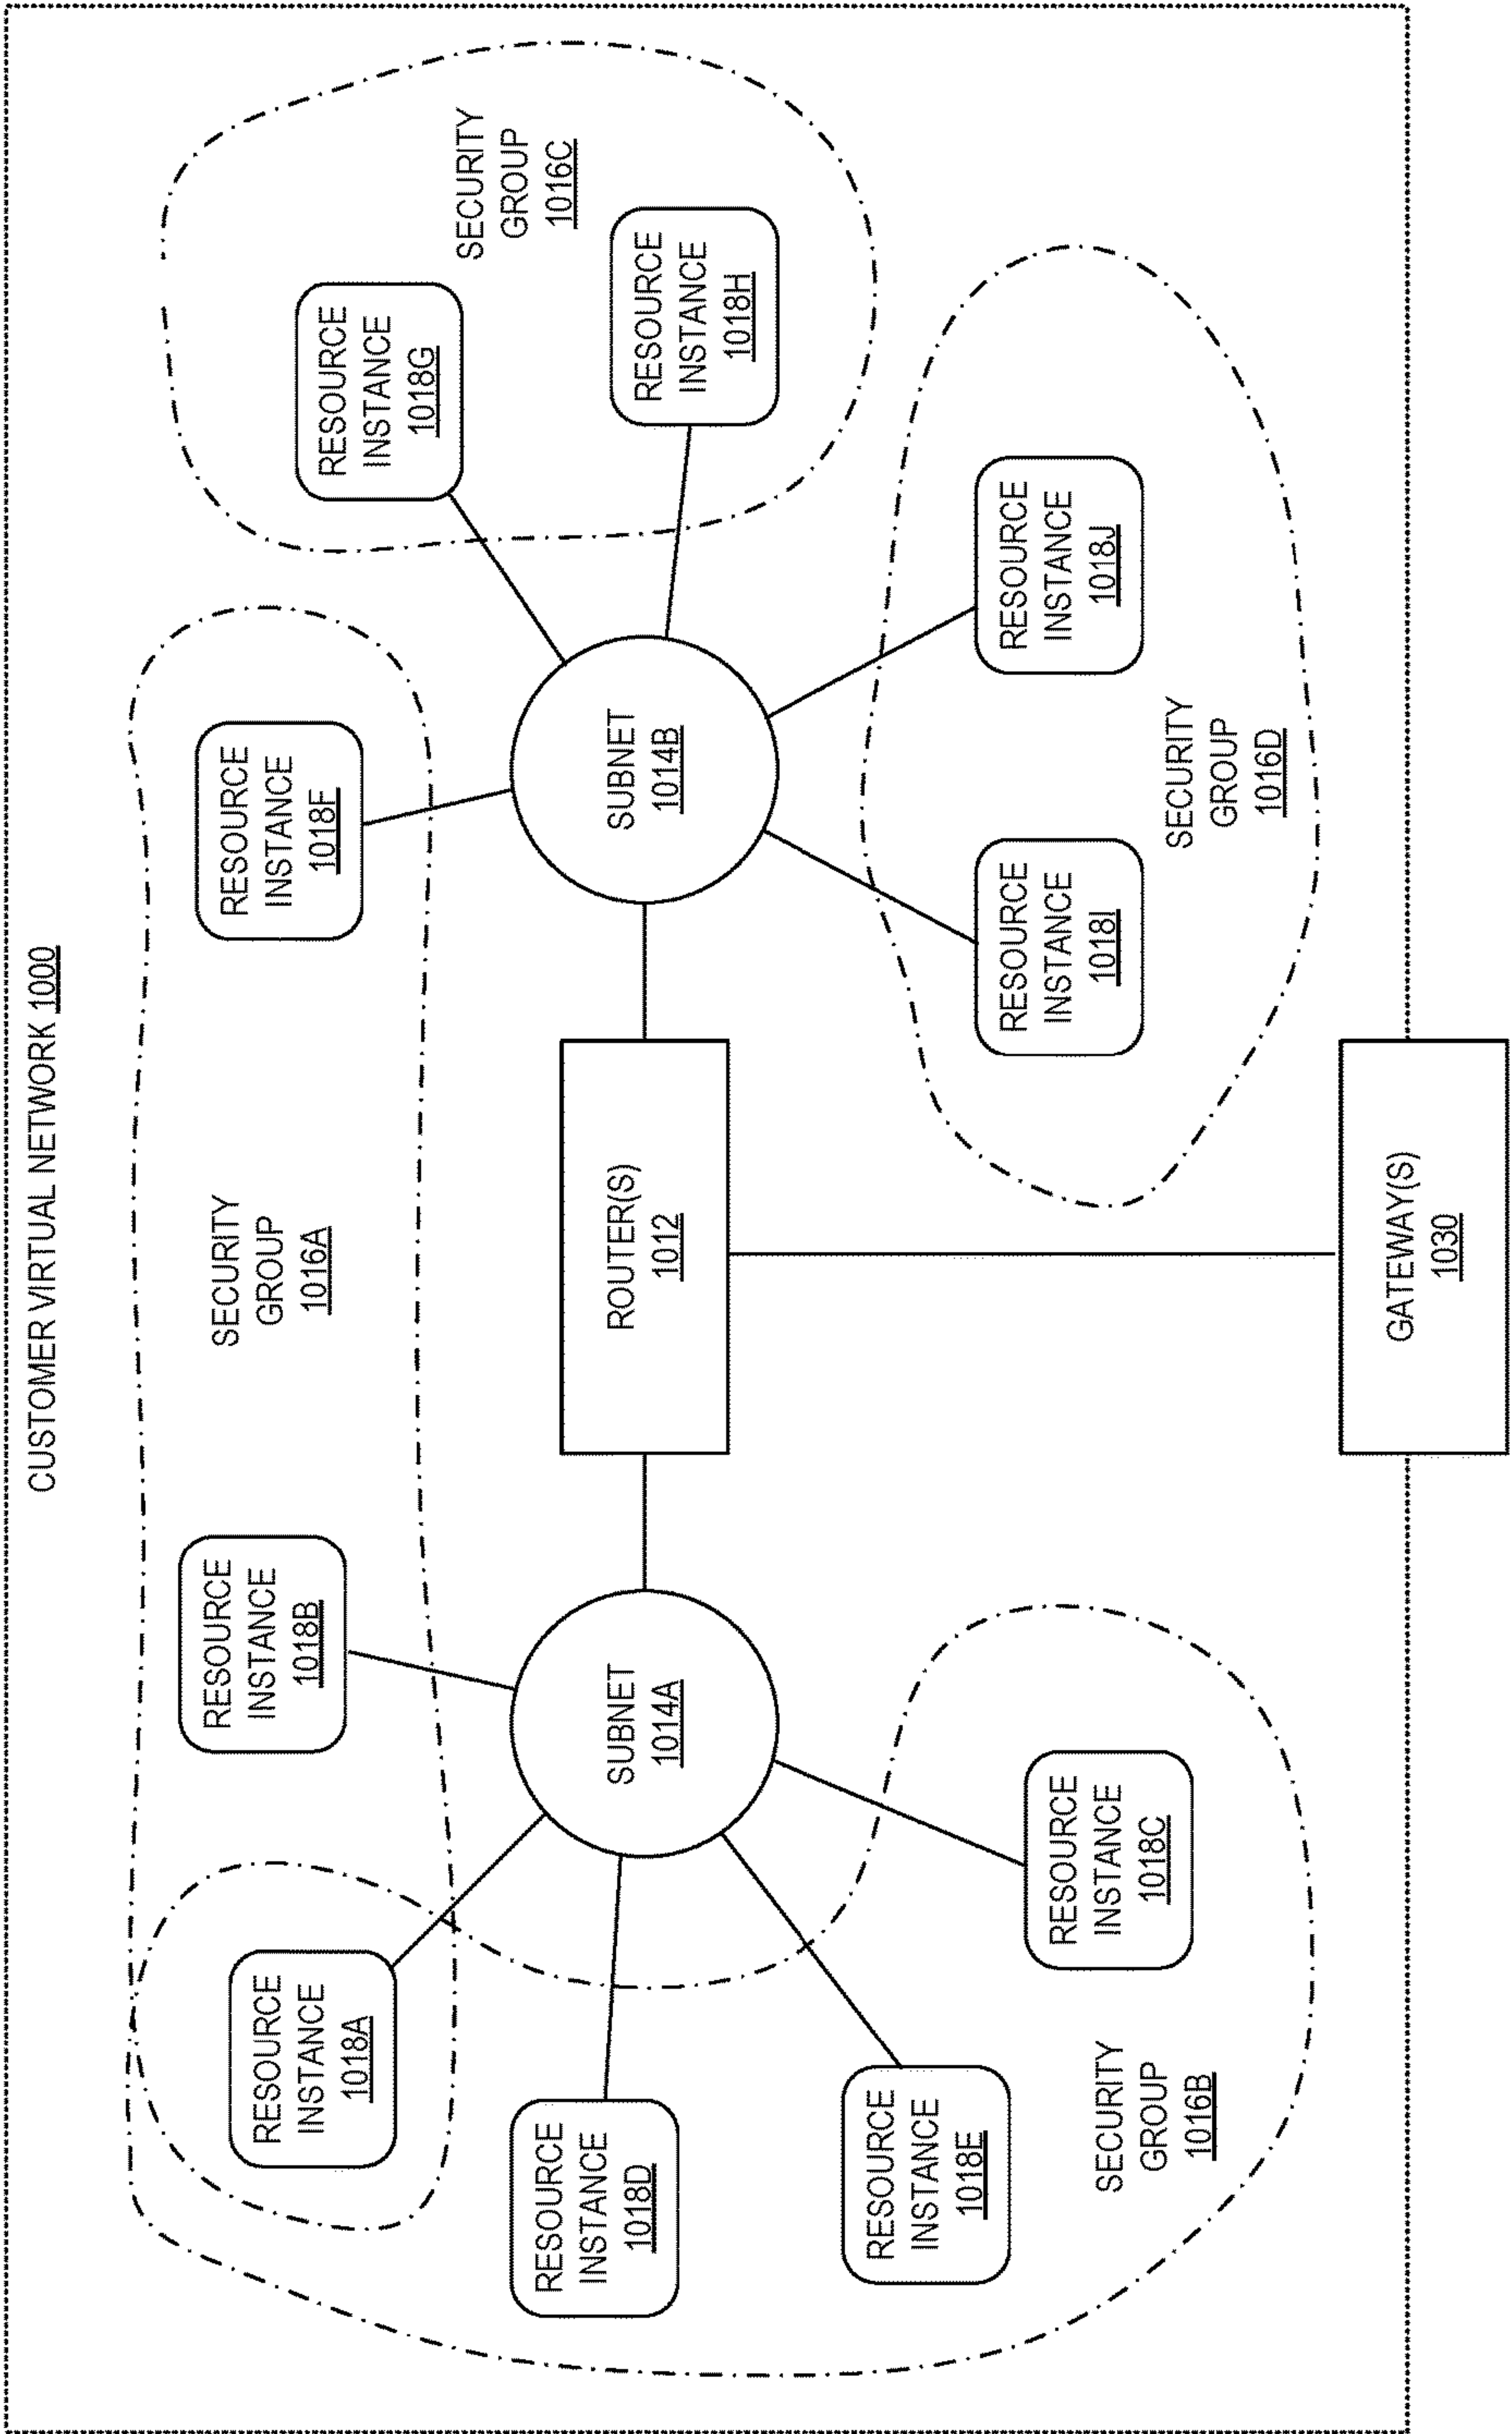 CUSTOMER VIRTUAL NETWORK 1000
RESOURCE
INSTANCE
1018A
RESOURCE
INSTANCE
1018B
SECURITY
GROUP
1016A
RESOURCE
INSTANCE
1018F
RESOURCE
INSTANCE
1018G
SECURITY
GROUP
1016C
RESOURCE
INSTANCE
1018D
SUBNET
1014A
ROUTER(S)
1012
SUBNET
1014B
RESOURCE
INSTANCE
1018H
RESOURCE
INSTANCE
1018E
RESOURCE
INSTANCE
1018C
RESOURCE
INSTANCE
1018I
RESOURCE
INSTANCE
1018J
SECURITY
GROUP
1016B
SECURITY
GROUP
1016D
GATEWAY(S)
1030